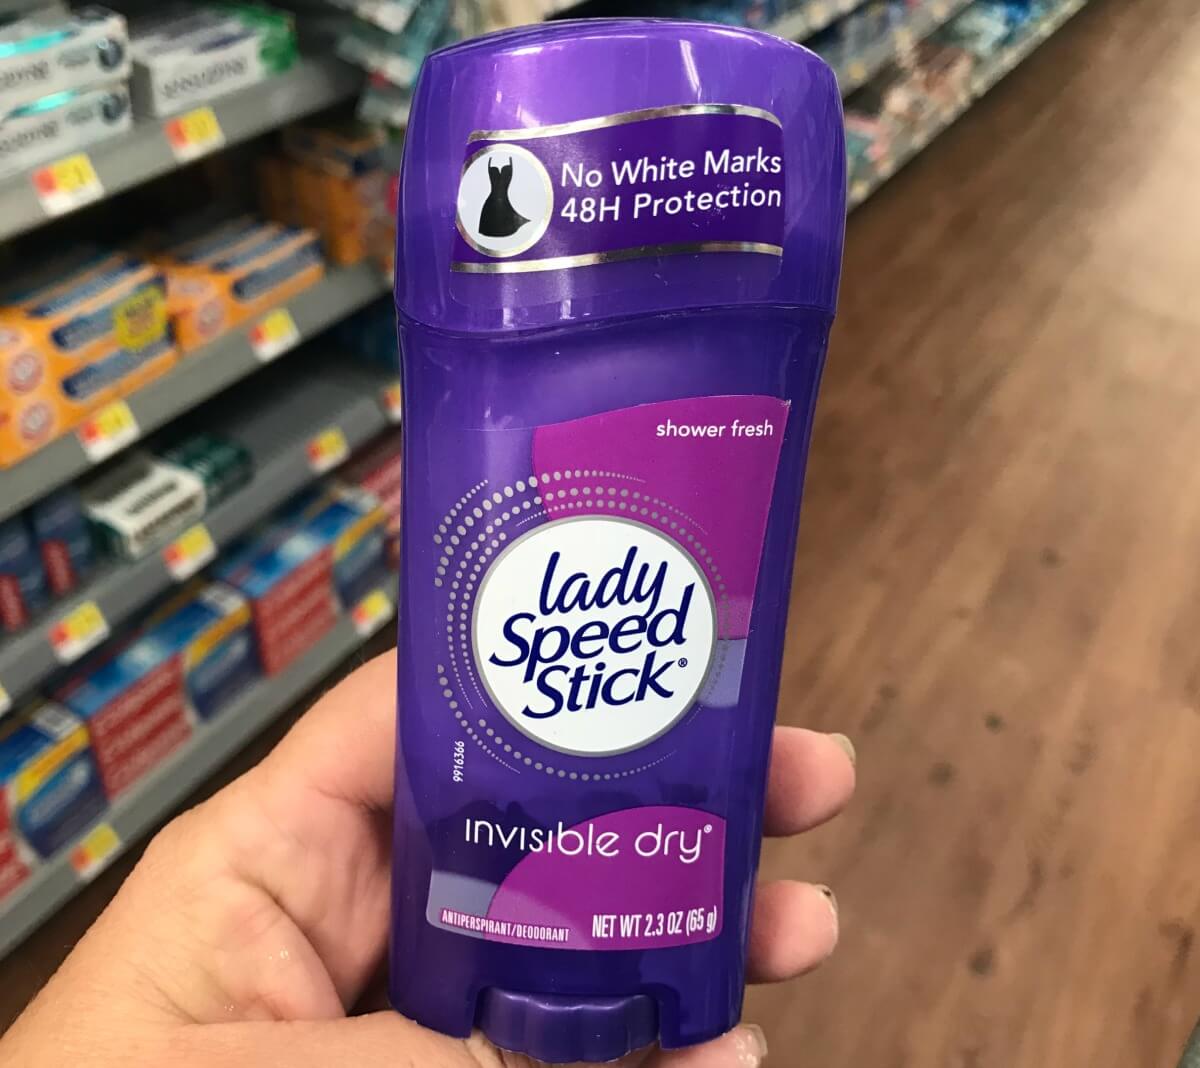 No White Marks
48H Protection
shower fresh
lady
Speed
Stick®
9916366
invisible dry®
ANTIPERSPIRANT/DEODORANT
NET WT 2.3 OZ (65 g)